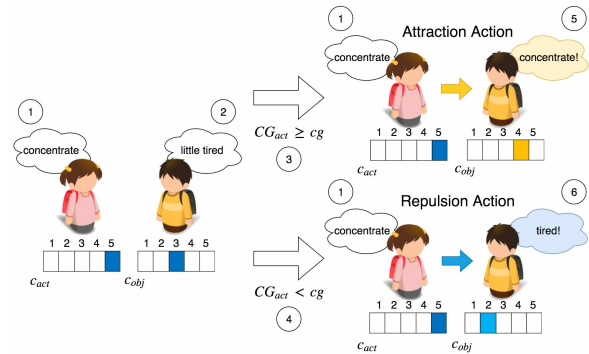 1
concentrate
2
little tired
1 2 3 4 5
c_act
1 2 3 4 5
c_obj
CG_act ≥ cg
3
CG_act < cg
4
Attraction Action
1
concentrate
5
concentrate!
1 2 3 4 5
c_act
1 2 3 4 5
c_obj
Repulsion Action
1
concentrate
6
tired!
1 2 3 4 5
c_act
1 2 3 4 5
c_obj